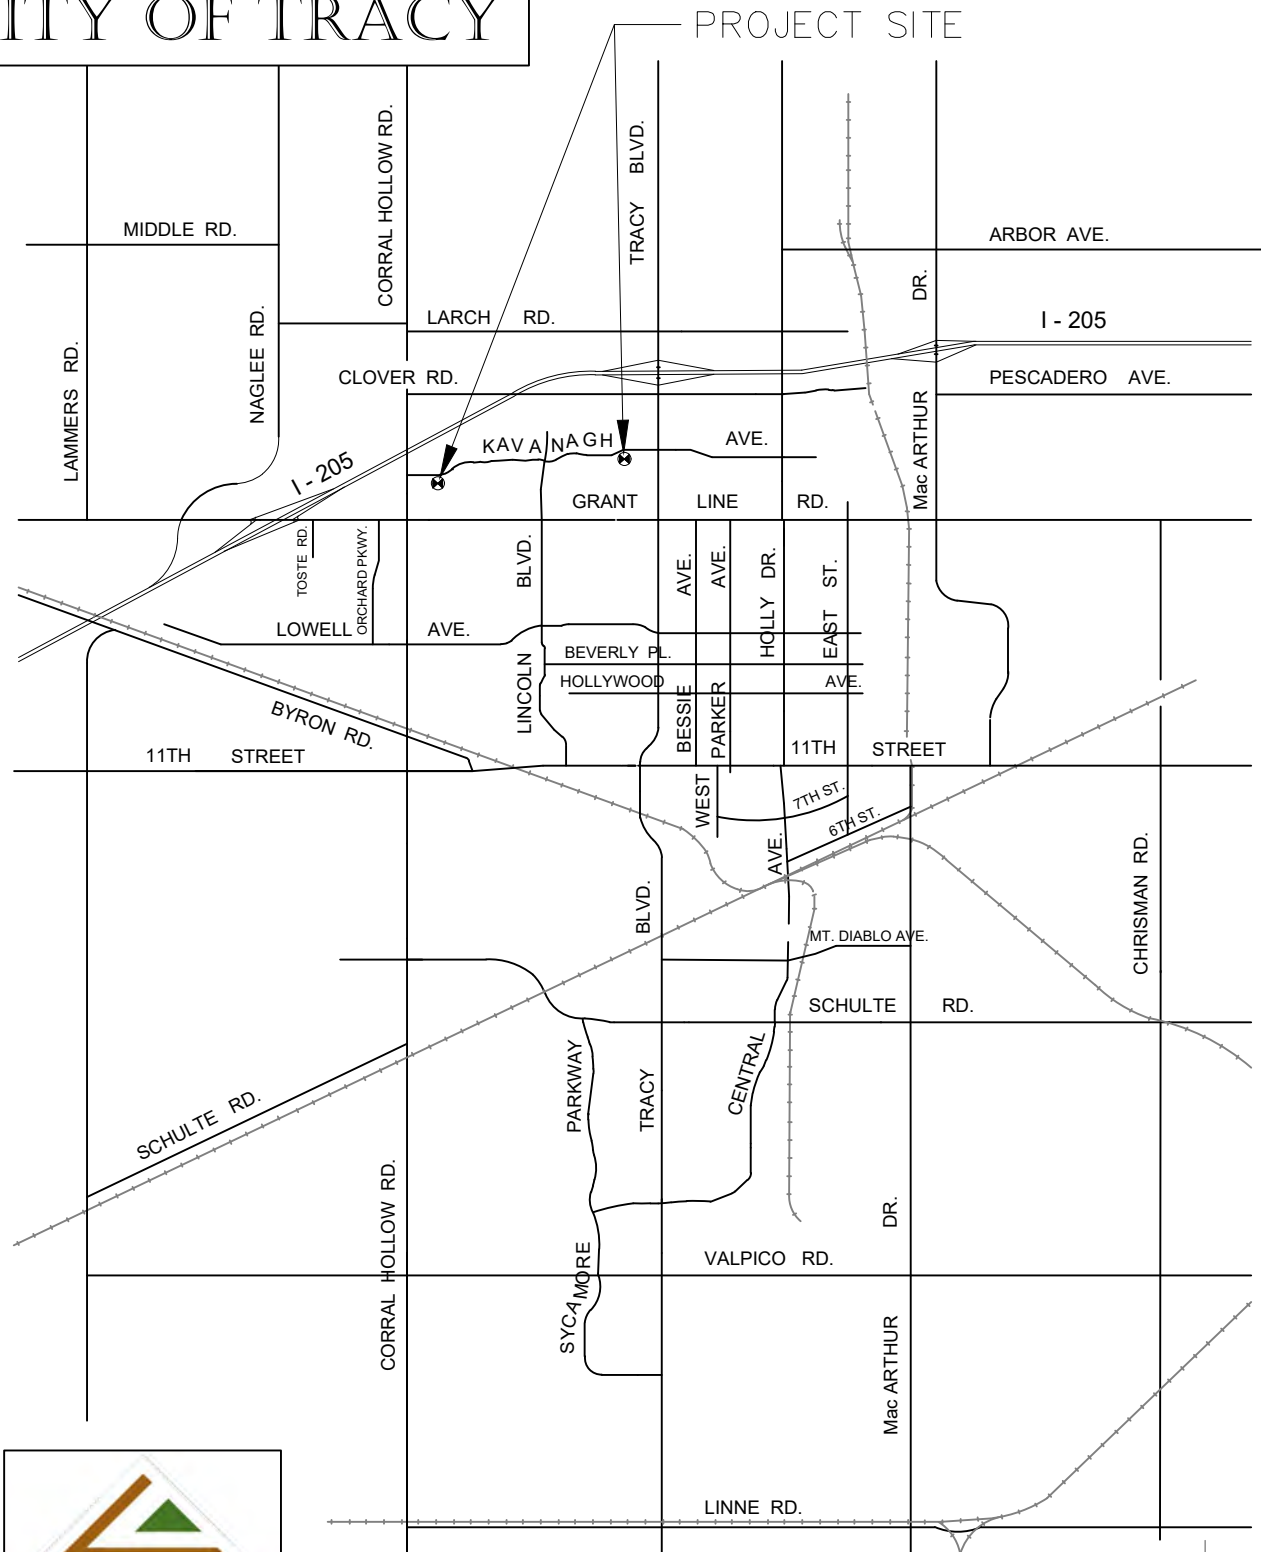 ITY OF TRACY
PROJECT SITE
CORRAL HOLLOW RD.
TRACY BLVD.
MIDDLE RD.
ARBOR AVE.
NAGLEE RD.
LAMMERS RD.
LARCH RD.
Mac ARTHUR DR.
I - 205
CLOVER RD.
PESCADERO AVE.
KAVANAGH AVE.
I - 205
GRANT LINE RD.
TOSTE RD.
ORCHARD PKWY.
LINCOLN BLVD.
BESSIE AVE.
PARKER AVE.
HOLLY DR.
EAST ST.
LOWELL AVE.
BEVERLY PL.
HOLLYWOOD AVE.
BYRON RD.
11TH STREET
11TH STREET
WEST
7TH ST.
6TH ST.
CHRISMAN RD.
MT. DIABLO AVE.
SCHULTE RD.
CENTRAL AVE.
TRACY BLVD.
SYCAMORE PARKWAY
SCHULTE RD.
CORRAL HOLLOW RD.
Mac ARTHUR DR.
VALPICO RD.
LINNE RD.